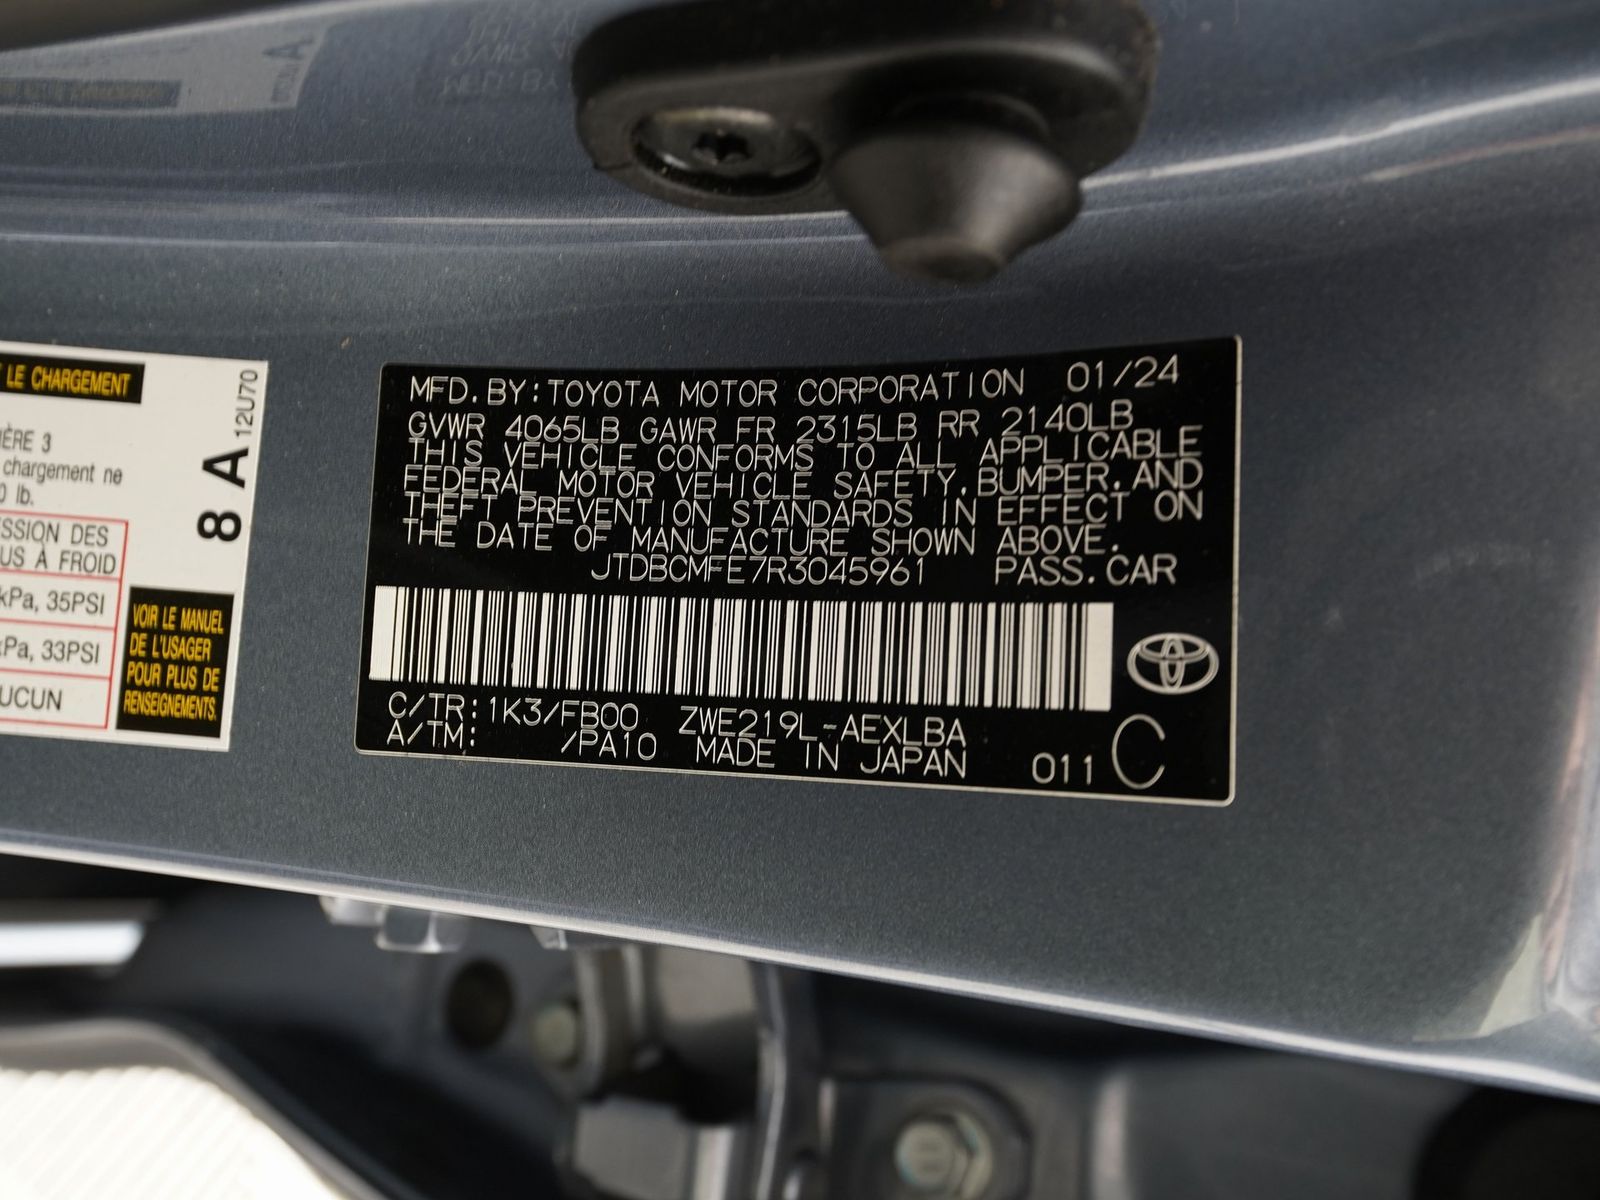 T LE CHARGEMENT
IÈRE 3
chargement ne
0 lb.
SSION DES
US À FROID
kPa, 35PSI
kPa, 33PSI
UCUN
8 A 12U70
VOIR LE MANUEL
DE L'USAGER
POUR PLUS DE
RENSEIGNEMENTS.
MFD. BY: TOYOTA MOTOR CORPORATION 01/24
GVWR 4065LB GAWR FR 2315LB RR 2140LB
THIS VEHICLE CONFORMS TO ALL APPLICABLE
FEDERAL MOTOR VEHICLE SAFETY, BUMPER, AND
THEFT PREVENTION STANDARDS IN EFFECT ON
THE DATE OF MANUFACTURE SHOWN ABOVE.
JTDBCMFE7R3045961 PASS. CAR
C/TR: 1K3/FB00 ZWE219L-AEXLBA
A/TM: /PA10 MADE IN JAPAN 011 C